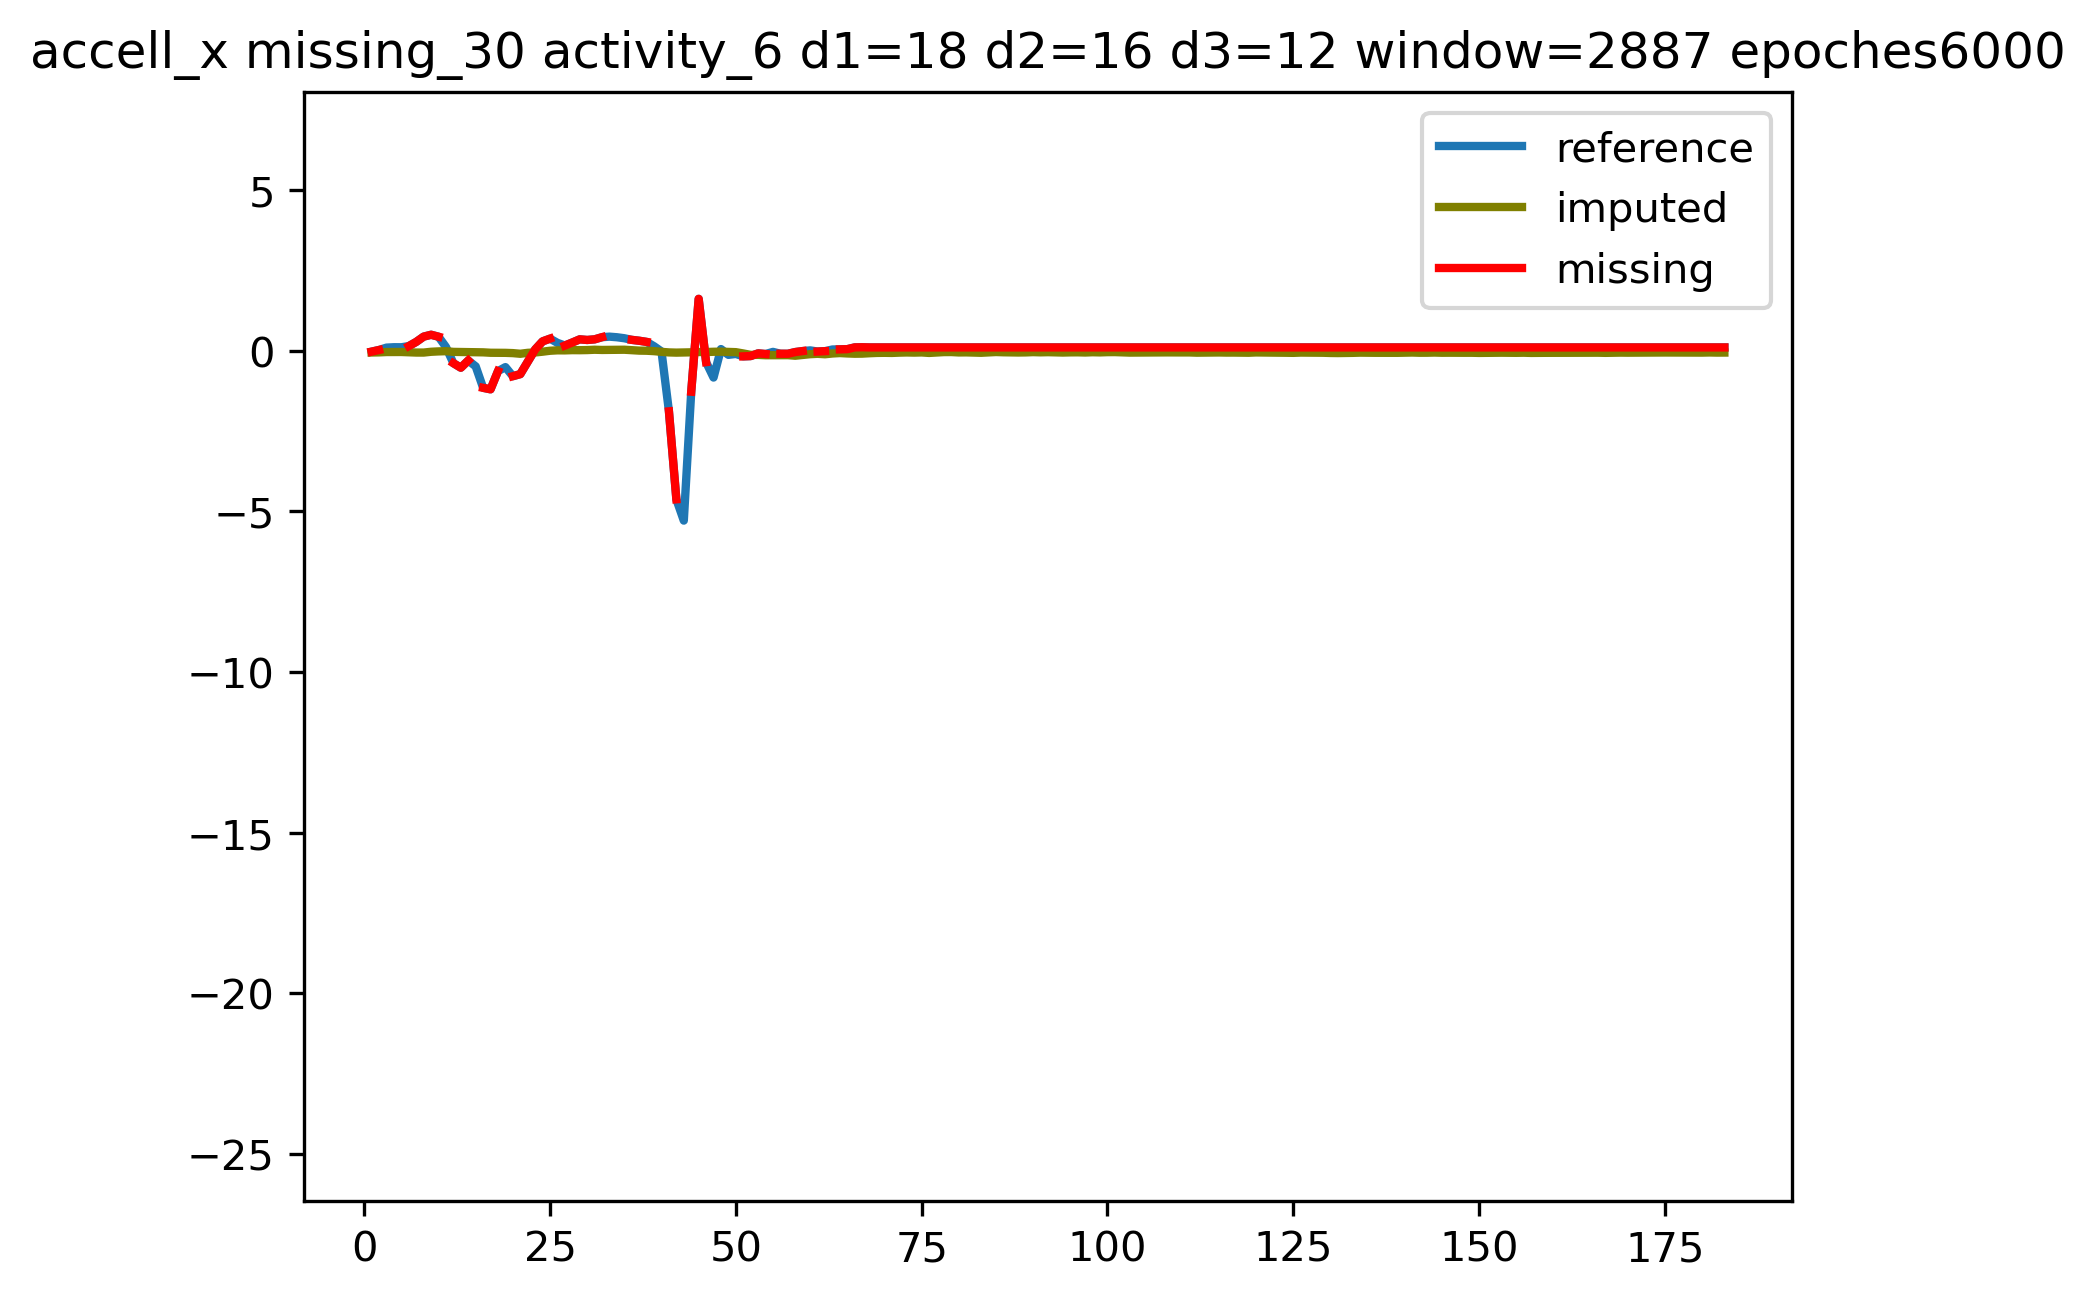 accell_x missing_30 activity_6 d1=18 d2=16 d3=12 window=2887 epoches6000
reference
imputed
missing
5
0
−5
−10
−15
−20
−25
0 25 50 75 100 125 150 175